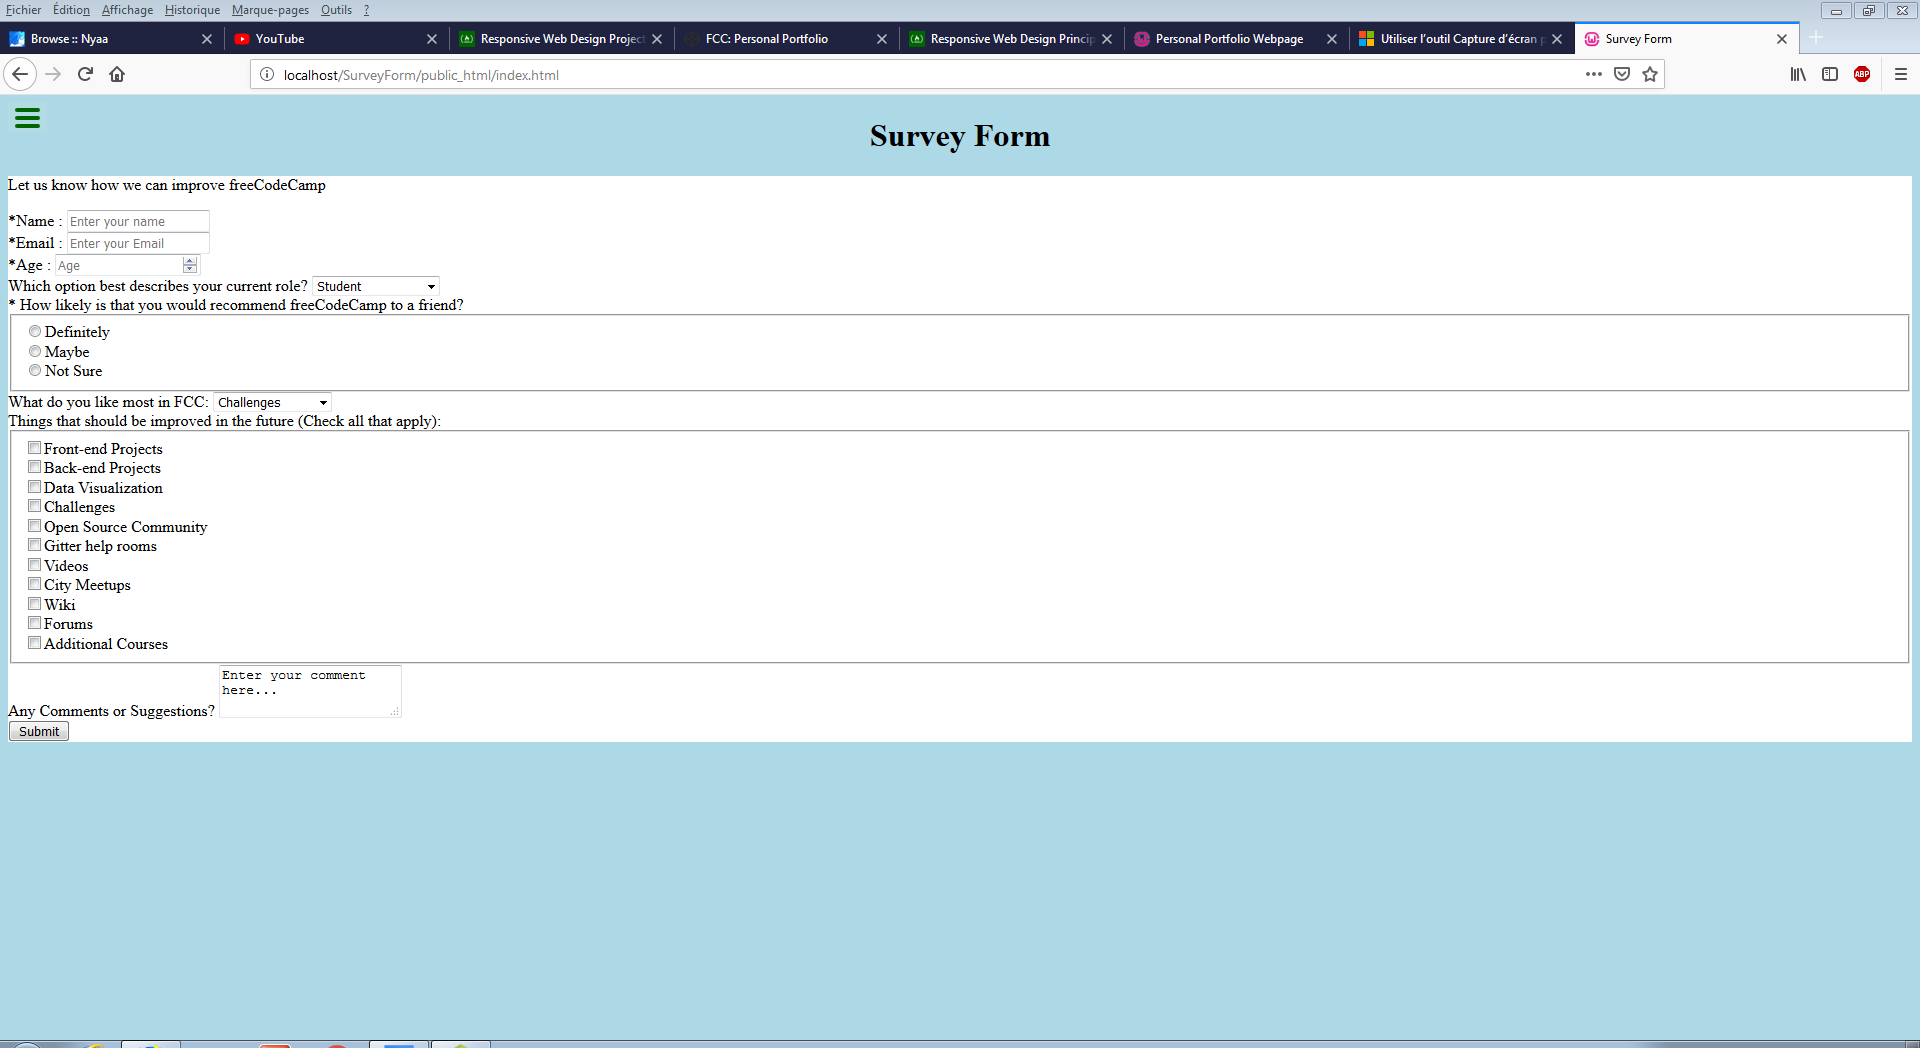 Fichier Édition Affichage Historique Marque-pages Outils ?
Browse :: Nyaa
YouTube
Responsive Web Design Project
FCC: Personal Portfolio
Responsive Web Design Princip
Personal Portfolio Webpage
Utiliser l'outil Capture d'écran p
Survey Form
localhost/SurveyForm/public_html/index.html
ABP
Survey Form
Let us know how we can improve freeCodeCamp
*Name : Enter your name
*Email : Enter your Email
*Age : Age
Which option best describes your current role? Student
* How likely is that you would recommend freeCodeCamp to a friend?
Definitely
Maybe
Not Sure
What do you like most in FCC: Challenges
Things that should be improved in the future (Check all that apply):
Front-end Projects
Back-end Projects
Data Visualization
Challenges
Open Source Community
Gitter help rooms
Videos
City Meetups
Wiki
Forums
Additional Courses
Enter your comment
here...
Any Comments or Suggestions?
Submit